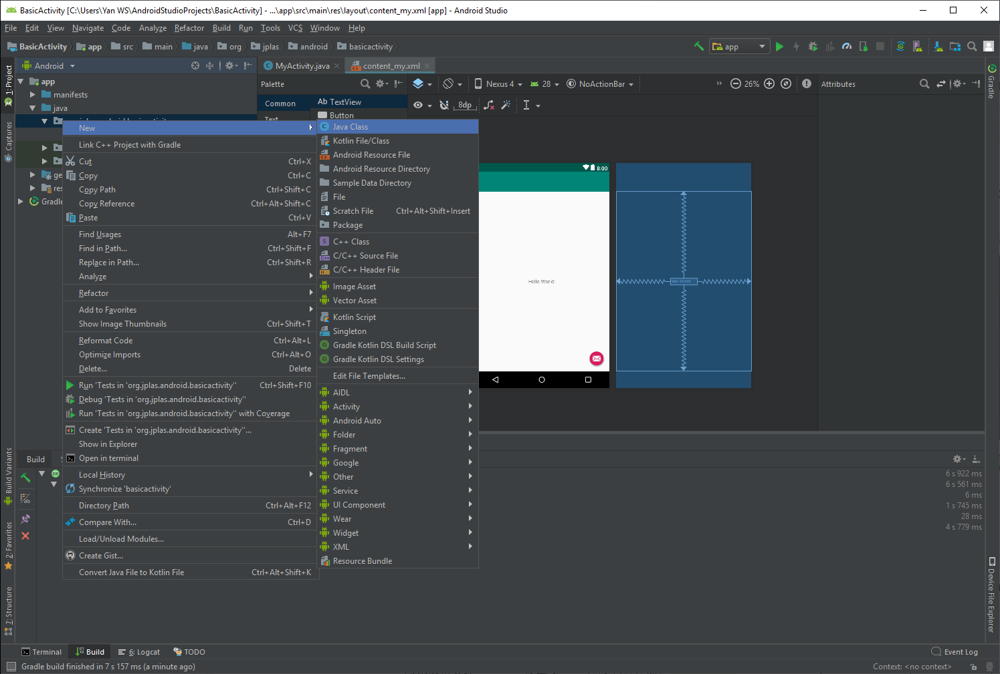 BasicActivity [C:\Users\Yan WS\AndroidStudioProjects\BasicActivity] - ...\app\src\main\res\layout\content_my.xml [app] - Android Studio
File Edit View Navigate Code Analyze Refactor Build Run Tools VCS Window Help
BasicActivity app src main java org jplas android basicactivity
app
1: Project
Captures
Build Variants
2: Favorites
7: Structure
Android
app
manifests
java
ge
res
Gradle
MyActivity.java
content_my.xml
Palette
Common
Text
Ab TextView
Button
Nexus 4
28
NoActionBar
26%
8dp
Attributes
Gradle
Device File Explorer
New
Link C++ Project with Gradle
Cut Ctrl+X
Copy Ctrl+C
Copy Path Ctrl+Shift+C
Copy Reference Ctrl+Alt+Shift+C
Paste Ctrl+V
Find Usages Alt+F7
Find in Path... Ctrl+Shift+F
Replace in Path... Ctrl+Shift+R
Analyze
Refactor
Add to Favorites
Show Image Thumbnails Ctrl+Shift+T
Reformat Code Ctrl+Alt+L
Optimize Imports Ctrl+Alt+O
Delete... Delete
Run 'Tests in 'org.jplas.android.basicactivity'' Ctrl+Shift+F10
Debug 'Tests in 'org.jplas.android.basicactivity''
Run 'Tests in 'org.jplas.android.basicactivity'' with Coverage
Create 'Tests in 'org.jplas.android.basicactivity''...
Show in Explorer
Open in terminal
Local History
Synchronize 'basicactivity'
Directory Path Ctrl+Alt+F12
Compare With... Ctrl+D
Load/Unload Modules...
Create Gist...
Convert Java File to Kotlin File Ctrl+Alt+Shift+K
Java Class
Kotlin File/Class
Android Resource File
Android Resource Directory
Sample Data Directory
File
Scratch File Ctrl+Alt+Shift+Insert
Package
C++ Class
C/C++ Source File
C/C++ Header File
Image Asset
Vector Asset
Kotlin Script
Singleton
Gradle Kotlin DSL Build Script
Gradle Kotlin DSL Settings
Edit File Templates...
AIDL
Activity
Android Auto
Folder
Fragment
Google
Other
Service
UI Component
Wear
Widget
XML
Resource Bundle
8:00
Hello World!
Hello World!
Build
OK
6 s 922 ms
6 s 561 ms
6 ms
1 s 745 ms
28 ms
4 s 779 ms
Terminal Build 6: Logcat TODO Event Log
Gradle build finished in 7 s 157 ms (a minute ago) Context: <no context>